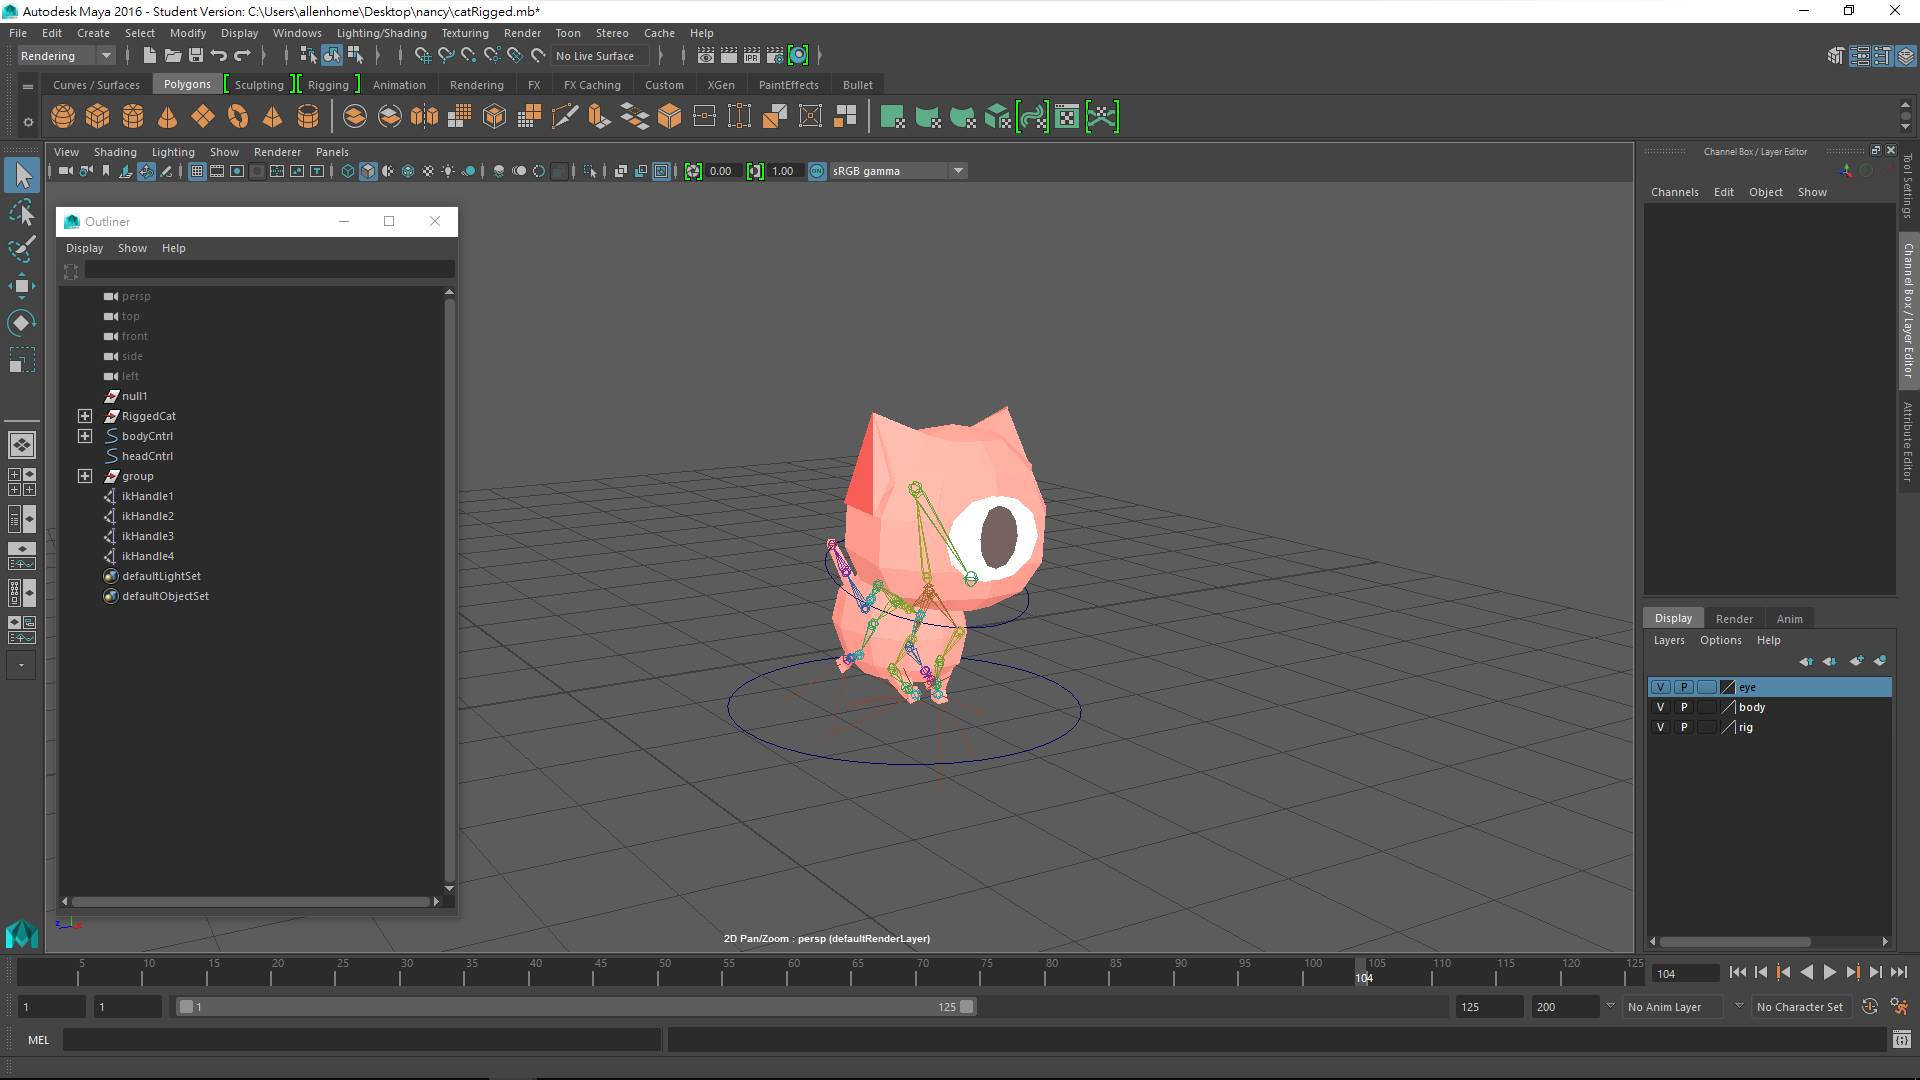 Autodesk Maya 2016 - Student Version: C:\Users\allenhome\Desktop\nancy\catRigged.mb*
File Edit Create Select Modify Display Windows Lighting/Shading Texturing Render Toon Stereo Cache Help
Rendering No Live Surface IPR
Curves / Surfaces Polygons Sculpting Rigging Animation Rendering FX FX Caching Custom XGen PaintEffects Bullet
View Shading Lighting Show Renderer Panels
0.00 1.00 ON sRGB gamma
Channel Box / Layer Editor
Channels Edit Object Show
Tool Settings
Channel Box / Layer Editor
Attribute Editor
Outliner
Display Show Help
persp
top
front
side
left
null1
RiggedCat
bodyCntrl
headCntrl
group
ikHandle1
ikHandle2
ikHandle3
ikHandle4
defaultLightSet
defaultObjectSet
Display Render Anim
Layers Options Help
V P eye
V P body
V P rig
2D Pan/Zoom : persp (defaultRenderLayer)
5 10 15 20 25 30 35 40 45 50 55 60 65 70 75 80 85 90 95 100 105 110 115 120 125
104 104
1 1 1 125 125 200 No Anim Layer No Character Set
MEL